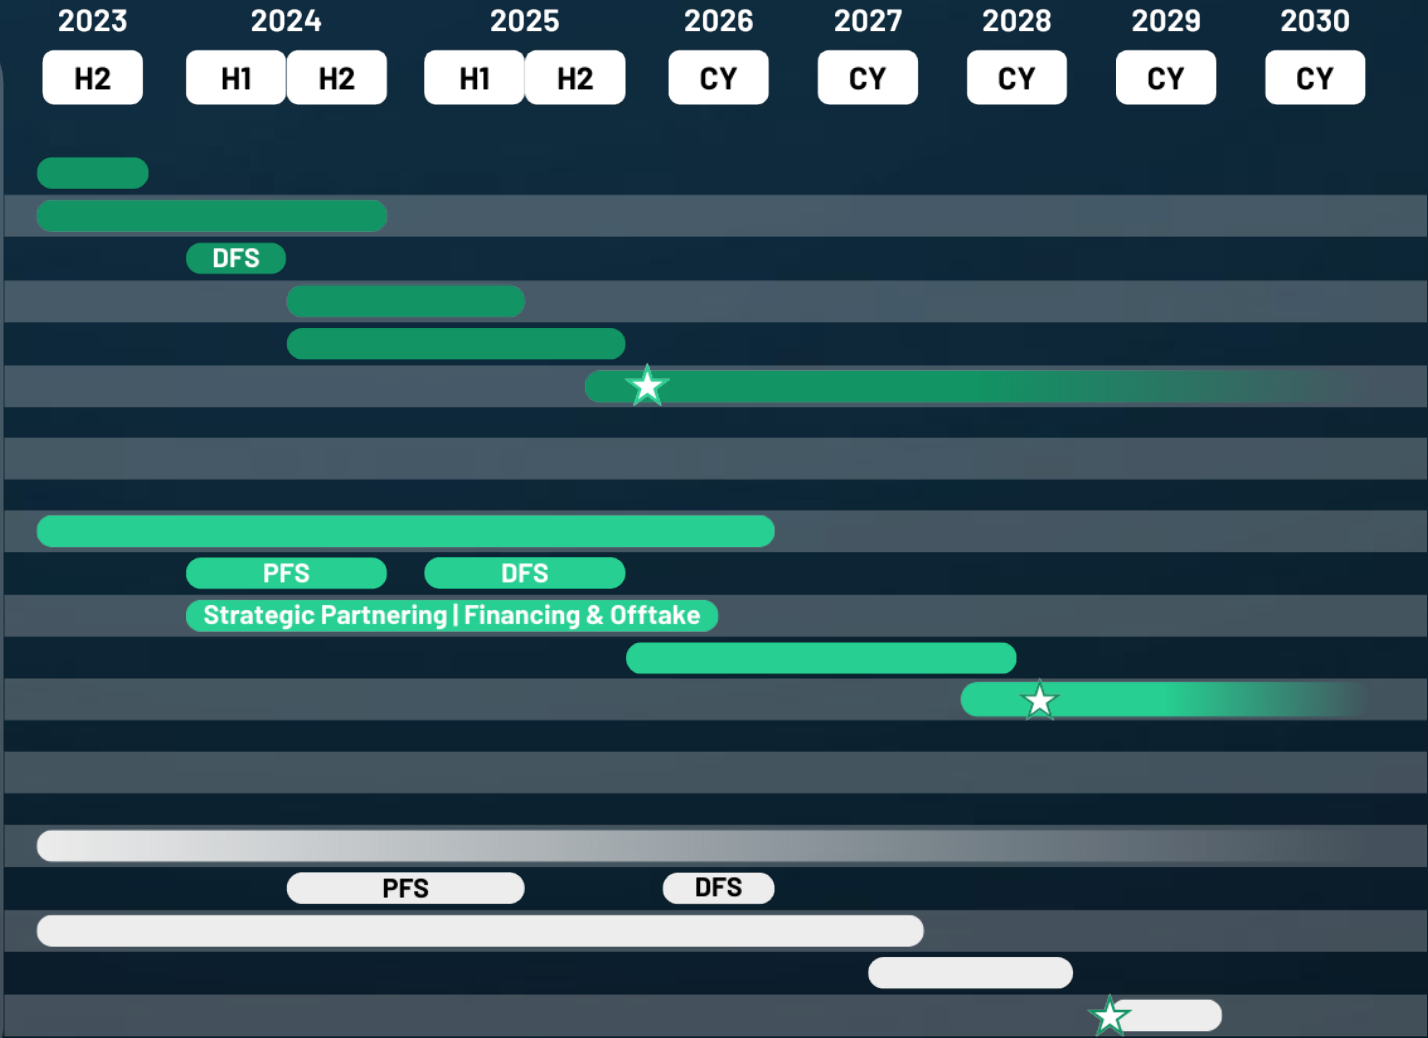 2023 2024 2025 2026 2027 2028 2029 2030
H2 H1 H2 H1 H2 CY CY CY CY CY
DFS
PFS DFS
Strategic Partnering | Financing & Offtake
PFS DFS